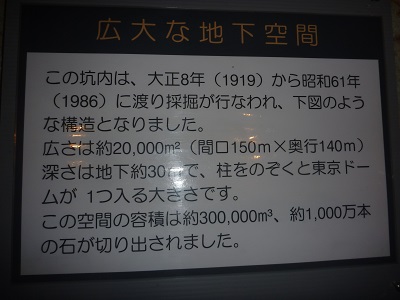 広大な地下空間
この坑内は、大正8年（1919）から昭和61年
（1986）に渡り採掘が行なわれ、下図のよう
な構造となりました。
広さは約20,000m²（間口150m×奥行140m）
深さは地下約30mで、柱をのぞくと東京ドー
ムが 1つ入る大きさです。
この空間の容積は約300,000m³、約1,000万本
の石が切り出されました。